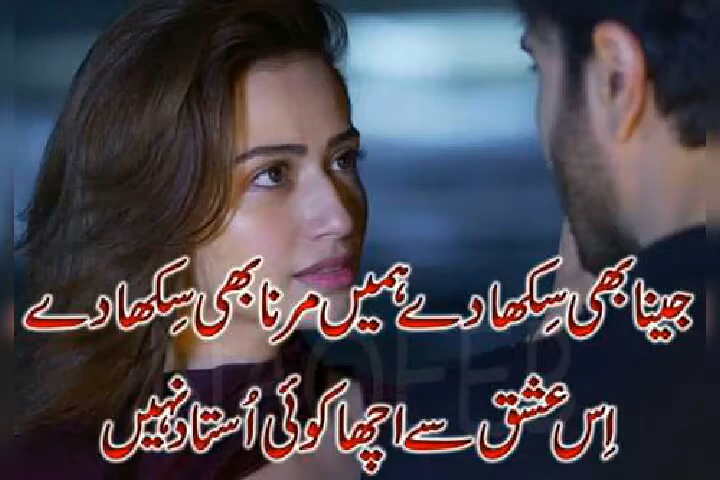 جینا بھی سِکھا دے ہمیں مرنا بھی سِکھا دے
اِس عشق سے اچھا کوئی اُستاد نہیں